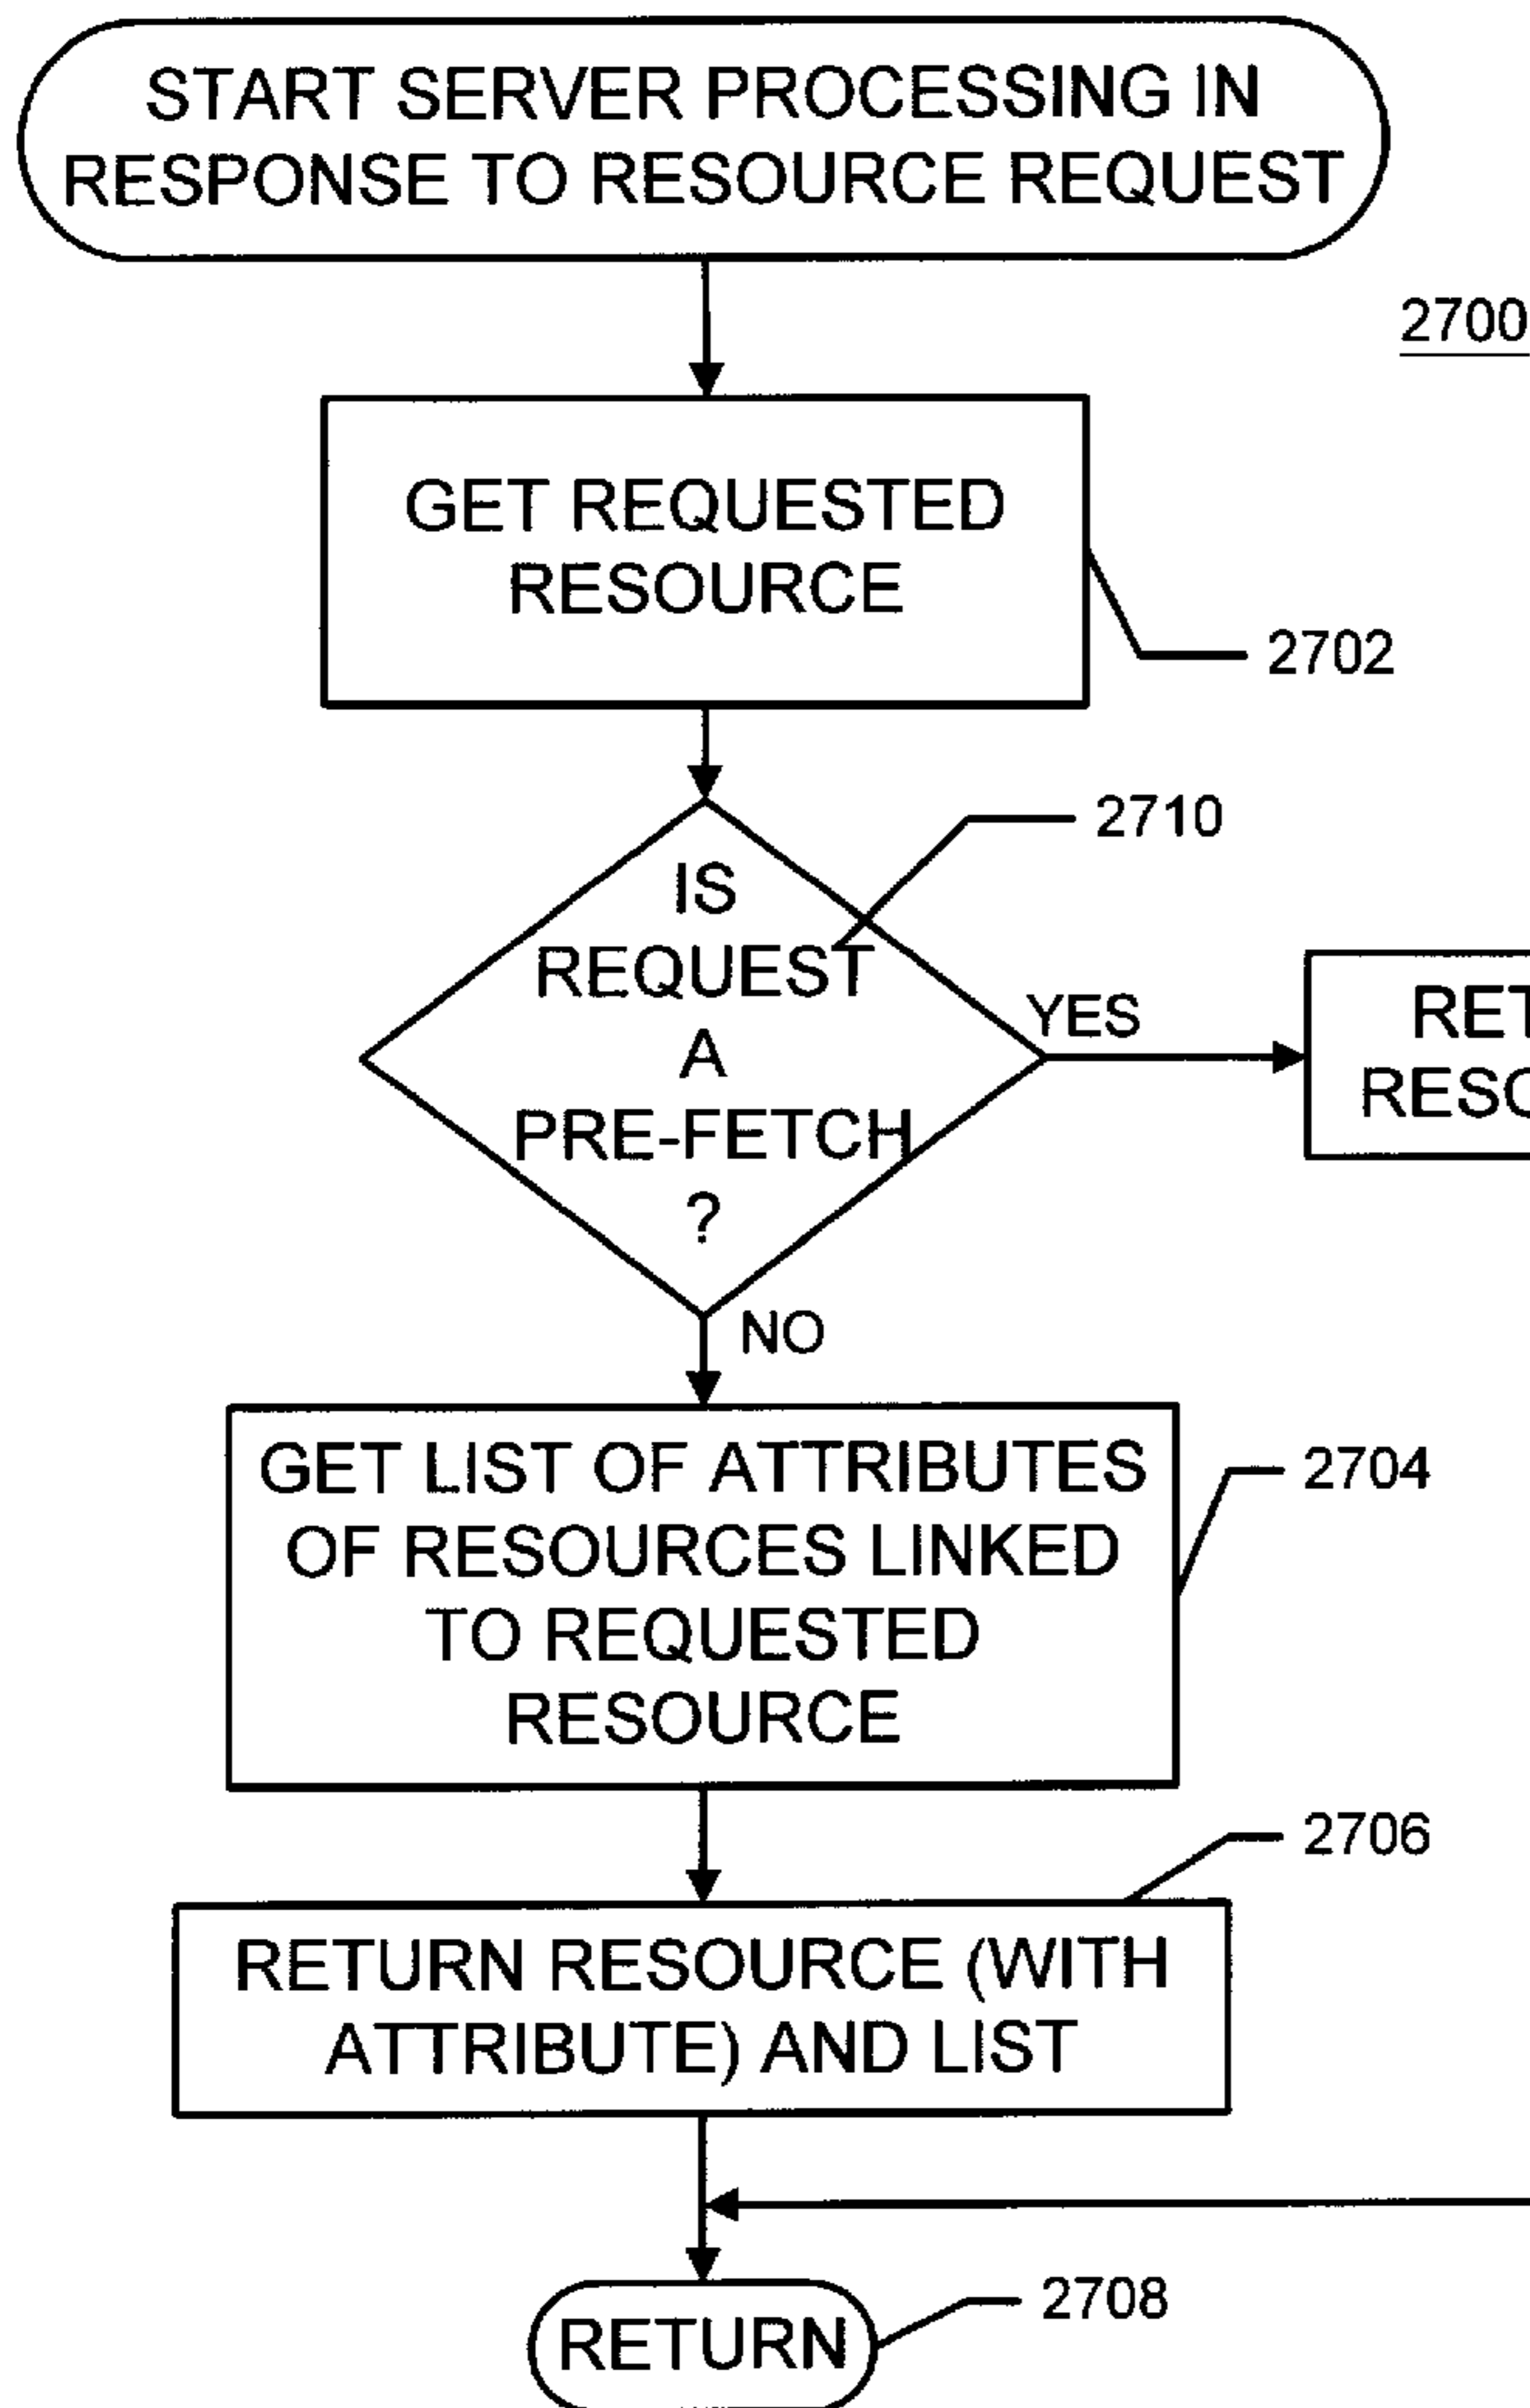 START SERVER PROCESSING IN
RESPONSE TO RESOURCE REQUEST
2700
GET REQUESTED
RESOURCE
2702
2710
IS
REQUEST
A
PRE-FETCH
?
YES
NO
GET LIST OF ATTRIBUTES
OF RESOURCES LINKED
TO REQUESTED
RESOURCE
2704
2706
RETURN RESOURCE (WITH
ATTRIBUTE) AND LIST
RETURN
2708